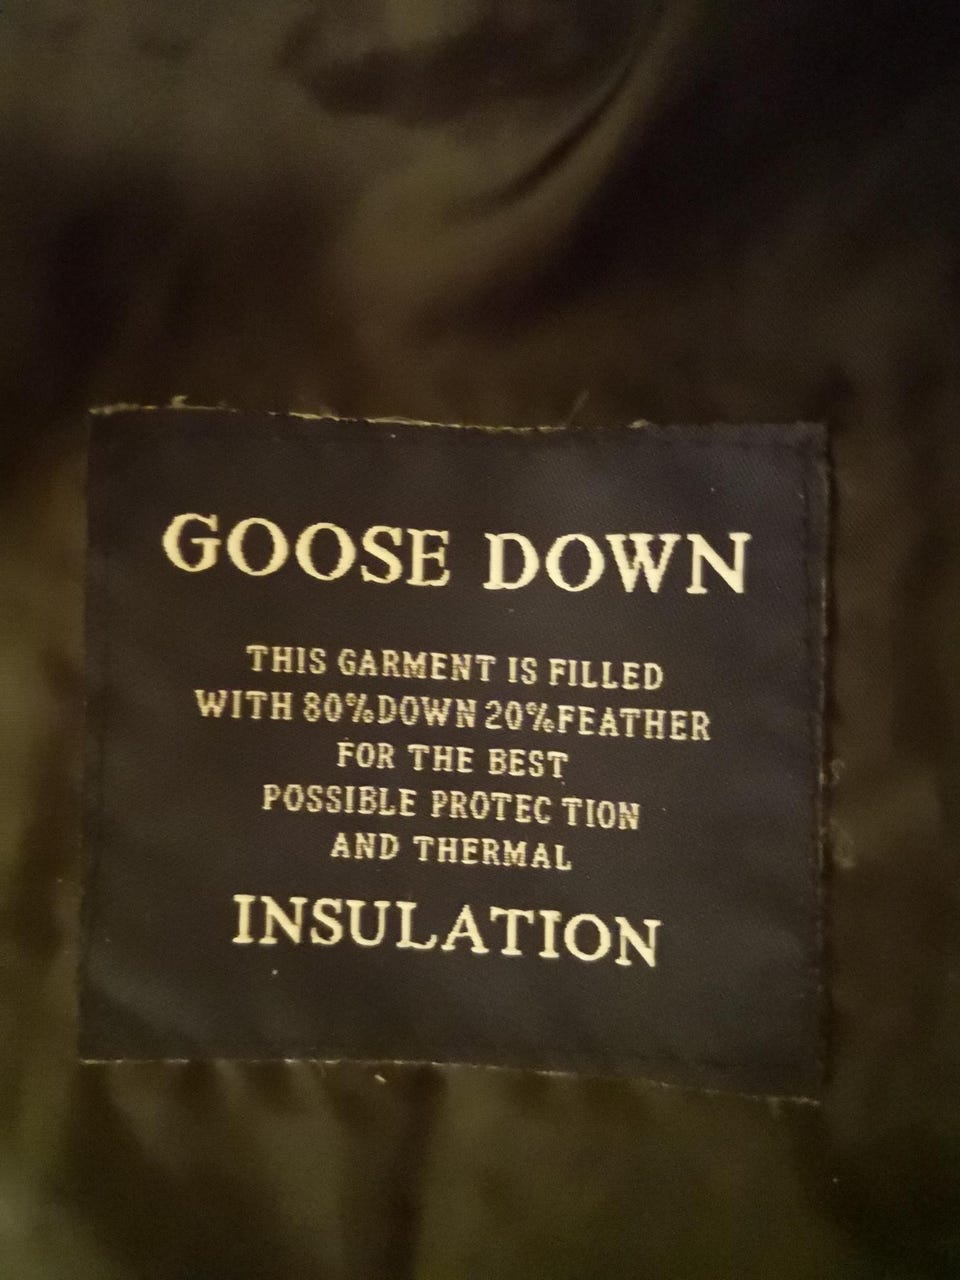 GOOSE DOWN
THIS GARMENT IS FILLED
WITH 80%DOWN 20%FEATHER
FOR THE BEST
POSSIBLE PROTEC TION
AND THERMAL
INSULATION